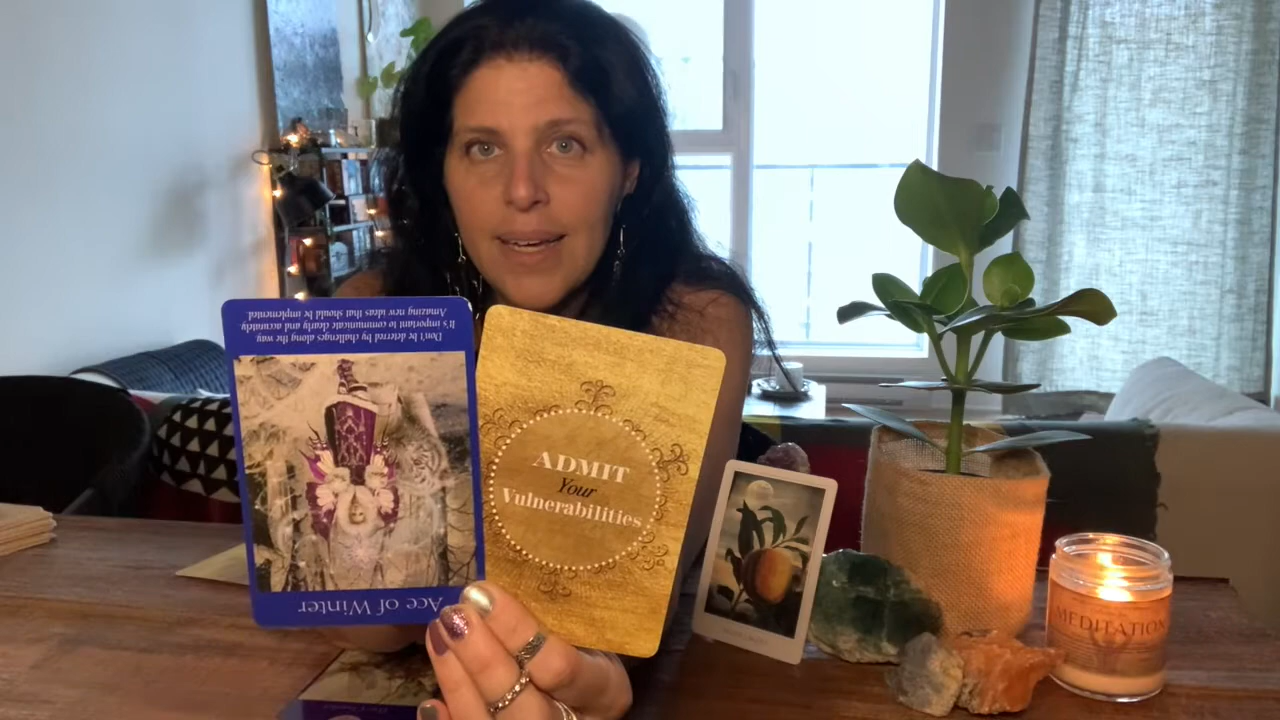 Don't be deterred by challenges along the way
It's important to communicate clearly and accurately.
Amazing new ideas that should be implemented.
Ace of Winter
ADMIT
Your
Vulnerabilities
MEDITATION